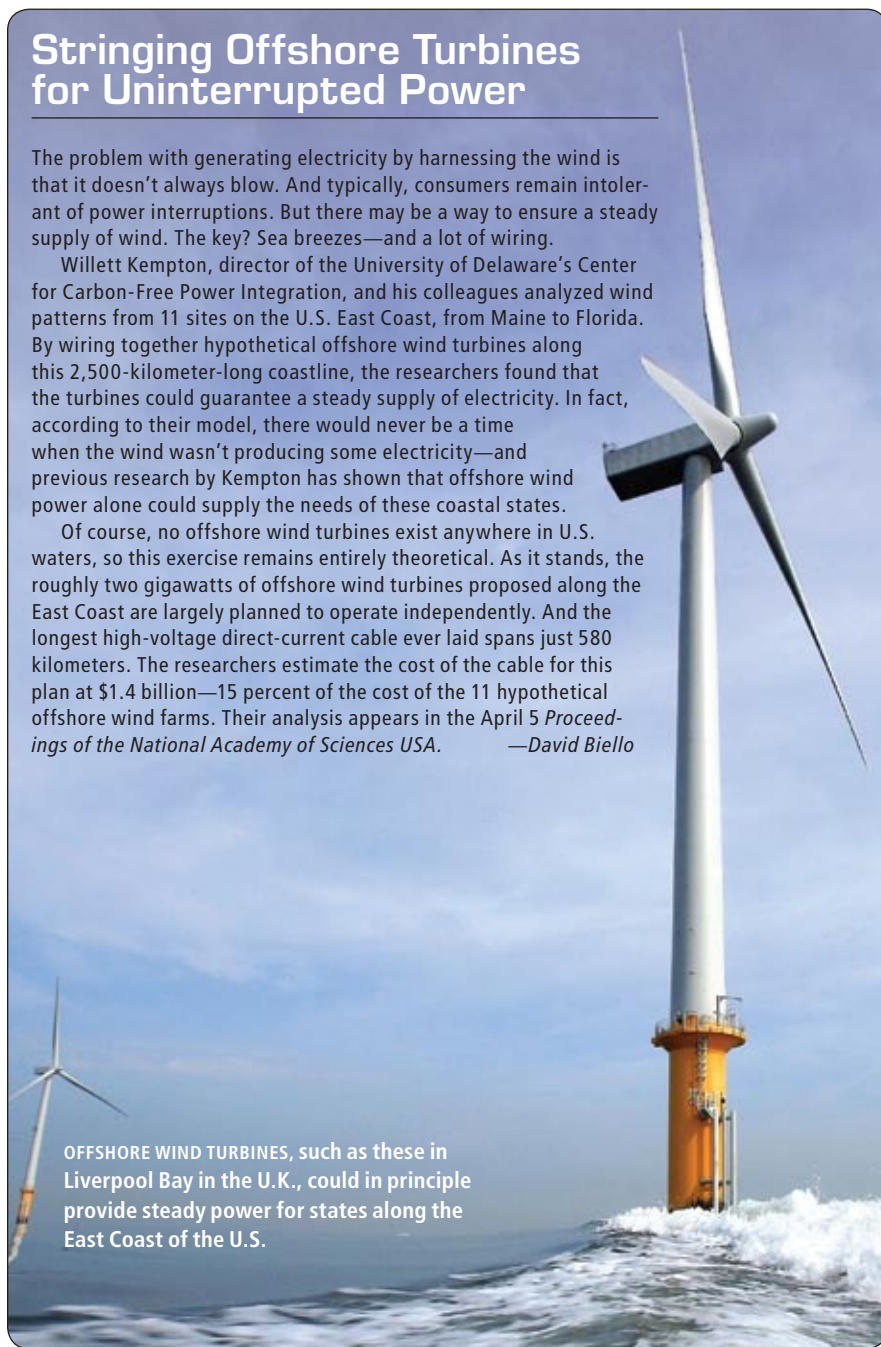 Stringing Offshore Turbines
for Uninterrupted Power
The problem with generating electricity by harnessing the wind is
that it doesn't always blow. And typically, consumers remain intoler-
ant of power interruptions. But there may be a way to ensure a steady
supply of wind. The key? Sea breezes—and a lot of wiring.
Willett Kempton, director of the University of Delaware's Center
for Carbon-Free Power Integration, and his colleagues analyzed wind
patterns from 11 sites on the U.S. East Coast, from Maine to Florida.
By wiring together hypothetical offshore wind turbines along
this 2,500-kilometer-long coastline, the researchers found that
the turbines could guarantee a steady supply of electricity. In fact,
according to their model, there would never be a time
when the wind wasn't producing some electricity—and
previous research by Kempton has shown that offshore wind
power alone could supply the needs of these coastal states.
Of course, no offshore wind turbines exist anywhere in U.S.
waters, so this exercise remains entirely theoretical. As it stands, the
roughly two gigawatts of offshore wind turbines proposed along the
East Coast are largely planned to operate independently. And the
longest high-voltage direct-current cable ever laid spans just 580
kilometers. The researchers estimate the cost of the cable for this
plan at $1.4 billion—15 percent of the cost of the 11 hypothetical
offshore wind farms. Their analysis appears in the April 5 Proceed-
ings of the National Academy of Sciences USA. —David Biello
OFFSHORE WIND TURBINES, such as these in
Liverpool Bay in the U.K., could in principle
provide steady power for states along the
East Coast of the U.S.